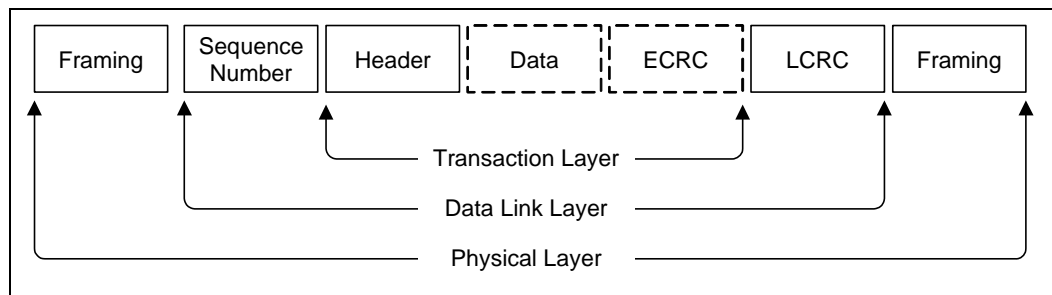 Framing
Sequence
Number
Header
Data
ECRC
LCRC
Framing
Transaction Layer
Data Link Layer
Physical Layer